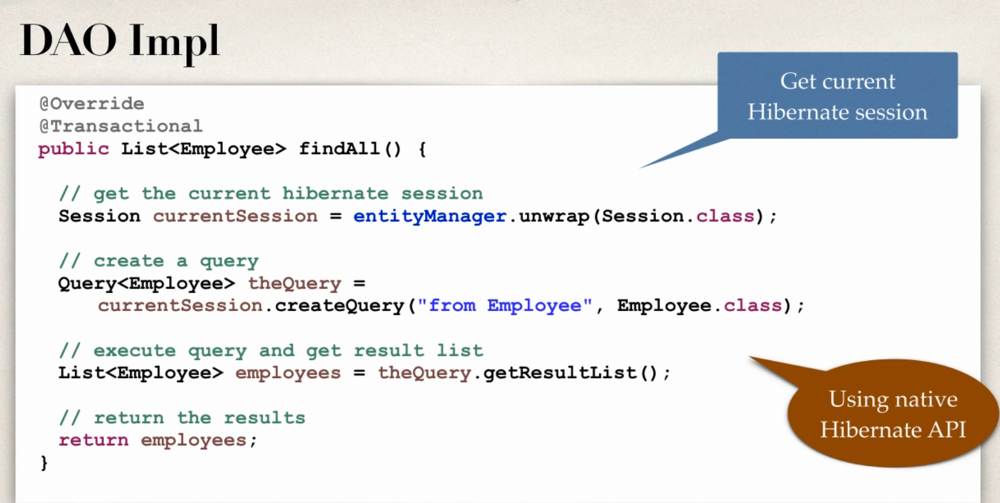 DAO Impl
Get current
Hibernate session
@Override
@Transactional
public List<Employee> findAll() {
// get the current hibernate session
Session currentSession = entityManager.unwrap(Session.class);
// create a query
Query<Employee> theQuery =
currentSession.createQuery("from Employee", Employee.class);
// execute query and get result list
List<Employee> employees = theQuery.getResultList();
Using native
Hibernate API
// return the results
return employees;
}